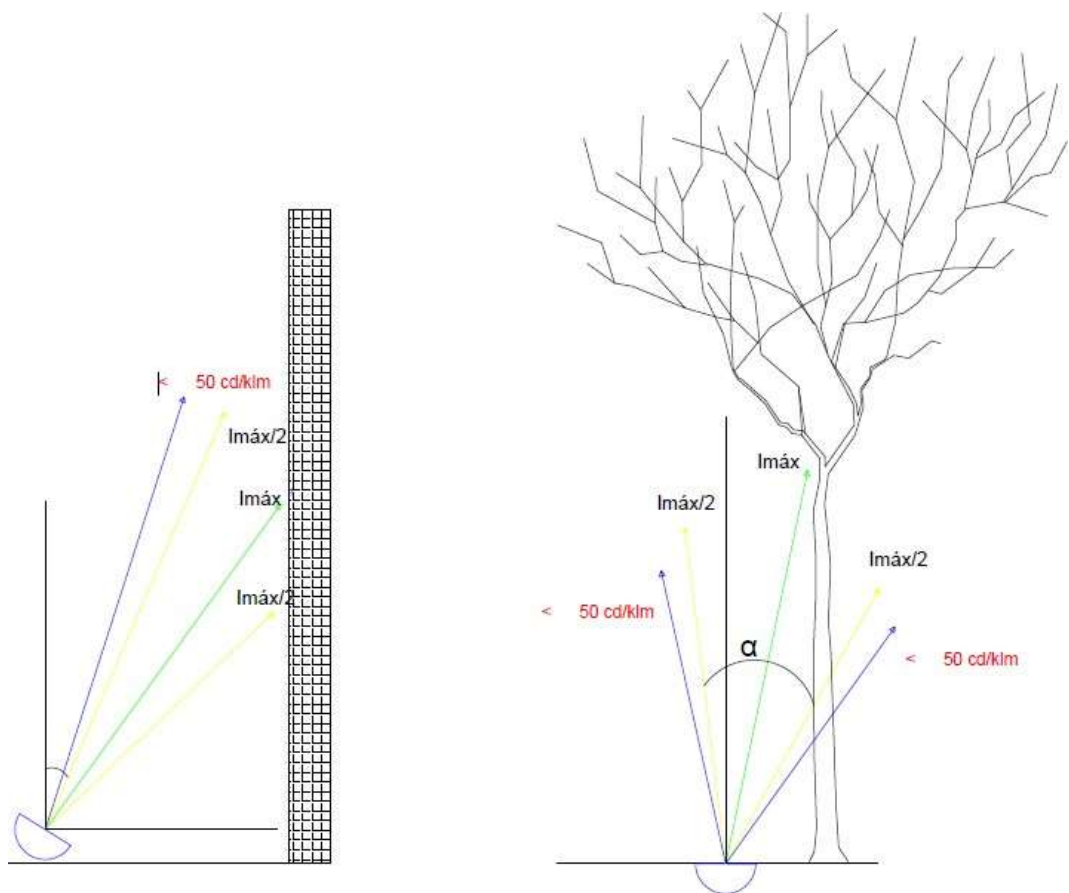 < 50 cd/klm
Imáx/2
Imáx
Imáx/2
Imáx
Imáx/2
Imáx/2
< 50 cd/klm
α
< 50 cd/klm